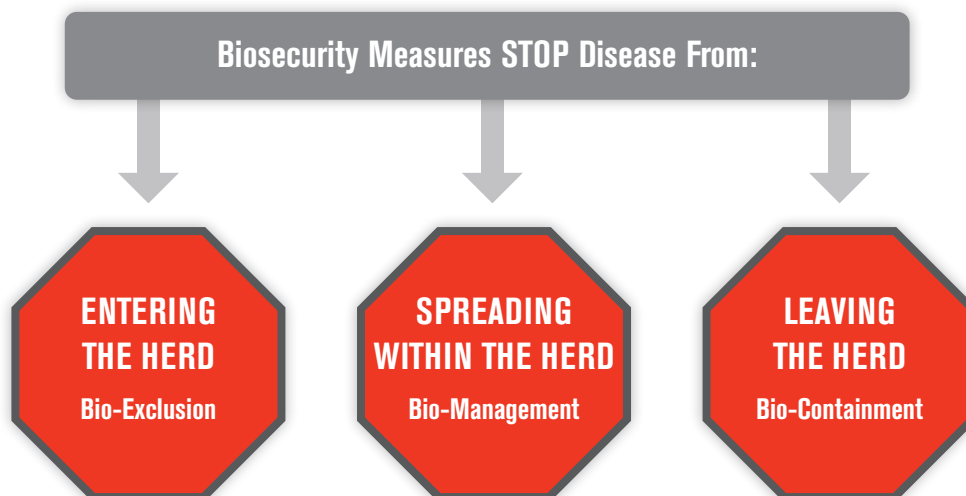 Biosecurity Measures STOP Disease From:
ENTERING
THE HERD
Bio-Exclusion
SPREADING
WITHIN THE HERD
Bio-Management
LEAVING
THE HERD
Bio-Containment